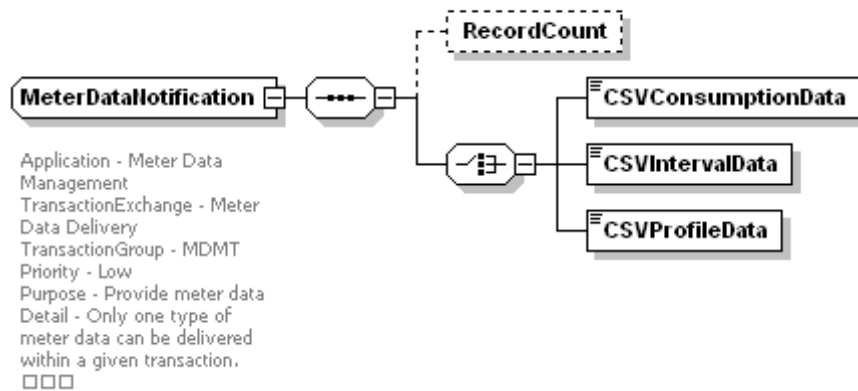 RecordCount
MeterDataNotification
CSVConsumptionData
CSVIntervalData
CSVProfileData
Application - Meter Data
Management
TransactionExchange - Meter
Data Delivery
TransactionGroup - MDMT
Priority - Low
Purpose - Provide meter data
Detail - Only one type of
meter data can be delivered
within a given transaction.
□□□